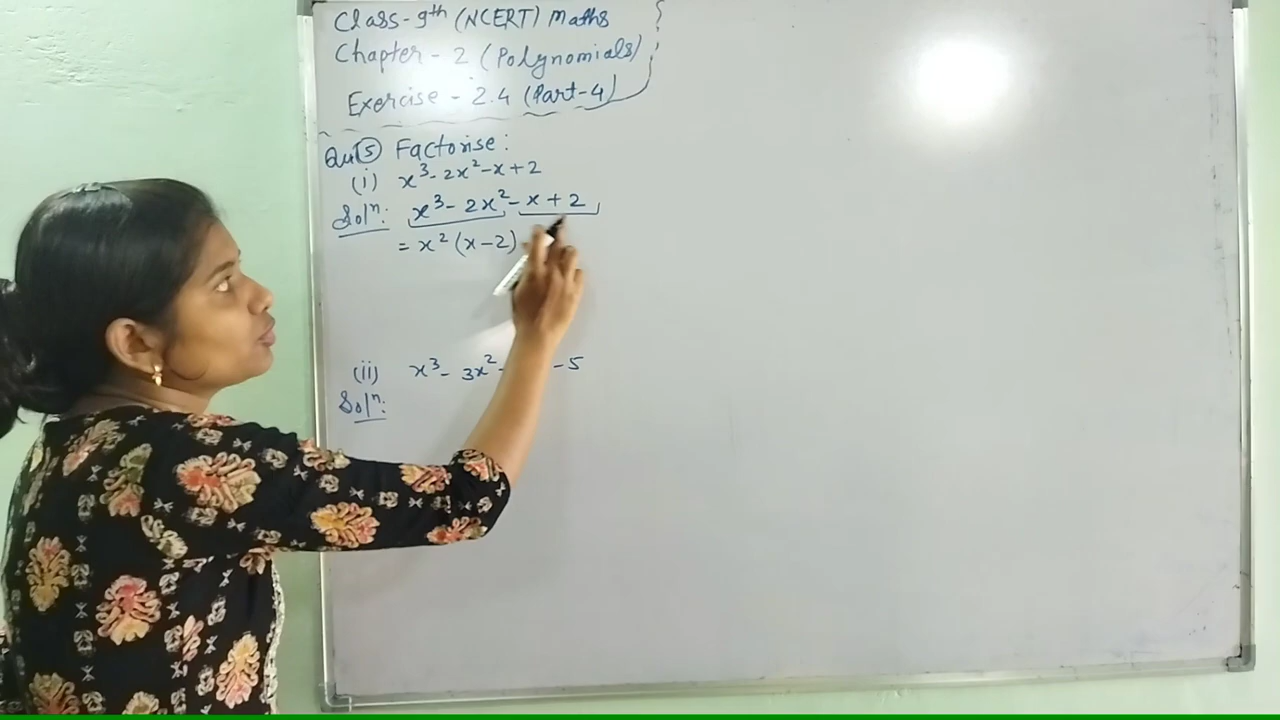 Class-9th (NCERT) Maths
Chapter - 2 (Polynomials)
Exercise - 2.4 (Part-4)
Qu (5) Factorise:
(i) x³- 2x²-x+2
Solⁿ: x³- 2x²-x+2
= x²(x-2)
(ii) x³- 3x² - 5
Solⁿ: